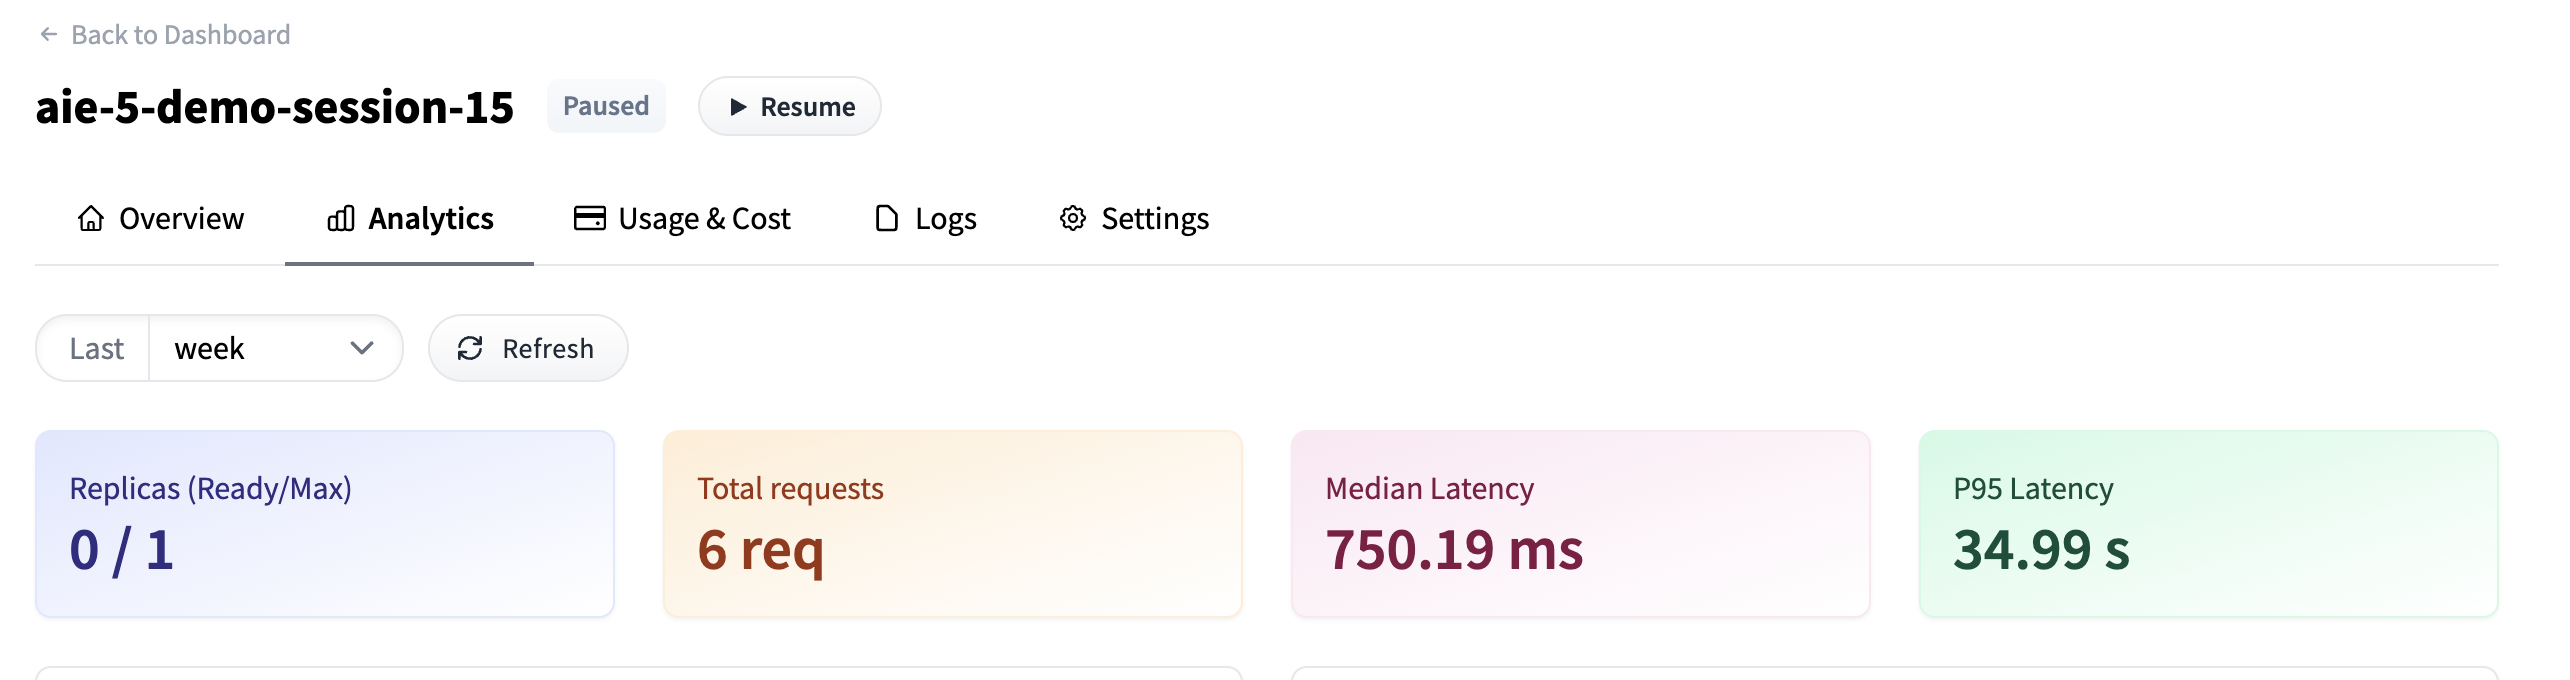 ← Back to Dashboard
aie-5-demo-session-15 Paused Resume
Overview Analytics Usage & Cost Logs Settings
Last week Refresh
Replicas (Ready/Max)
0 / 1
Total requests
6 req
Median Latency
750.19 ms
P95 Latency
34.99 s